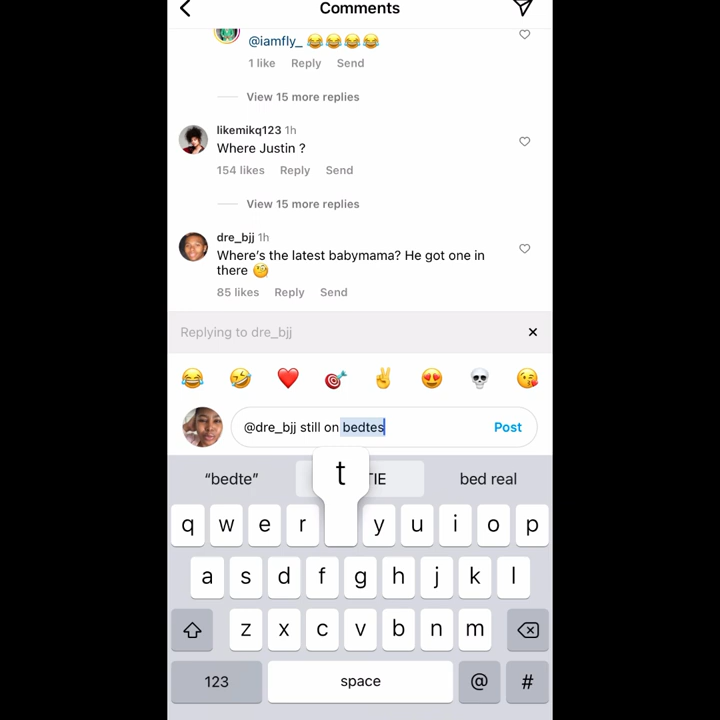 Comments
@iamfly_ 😂😂😂😂
1 like Reply Send
View 15 more replies
likemikq123 1h
Where Justin ?
154 likes Reply Send
View 15 more replies
dre_bjj 1h
Where's the latest babymama? He got one in
there 🧐
85 likes Reply Send
Replying to dre_bjj
@dre_bjj still on bedtes Post
“bedte” TIE bed real
t
q w e r y u i o p
a s d f g h j k l
z x c v b n m
123 space @ #